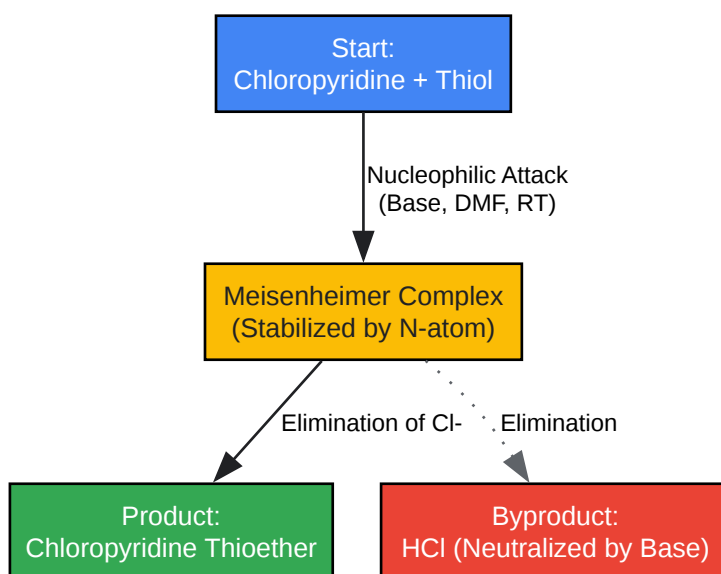 Start:
Chloropyridine + Thiol
Nucleophilic Attack
(Base, DMF, RT)
Meisenheimer Complex
(Stabilized by N-atom)
Elimination of Cl-
Elimination
Product:
Chloropyridine Thioether
Byproduct:
HCl (Neutralized by Base)